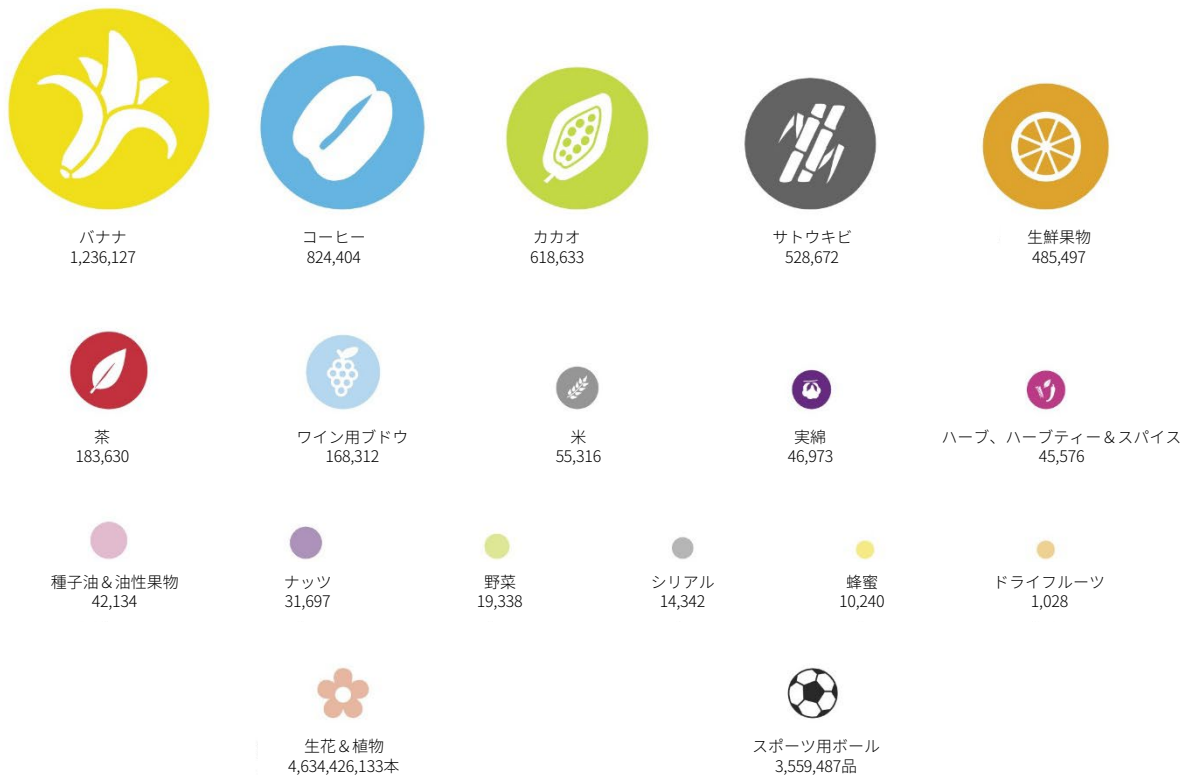 バナナ
1,236,127
コーヒー
824,404
カカオ
618,633
サトウキビ
528,672
生鮮果物
485,497
茶
183,630
ワイン用ブドウ
168,312
米
55,316
実綿
46,973
ハーブ、ハーブティー＆スパイス
45,576
種子油＆油性果物
42,134
ナッツ
31,697
野菜
19,338
シリアル
14,342
蜂蜜
10,240
ドライフルーツ
1,028
生花＆植物
4,634,426,133本
スポーツ用ボール
3,559,487品